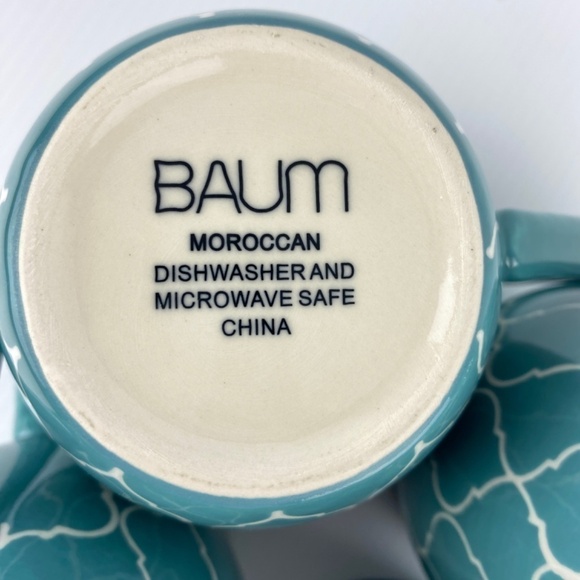 BAUM
MOROCCAN
DISHWASHER AND
MICROWAVE SAFE
CHINA